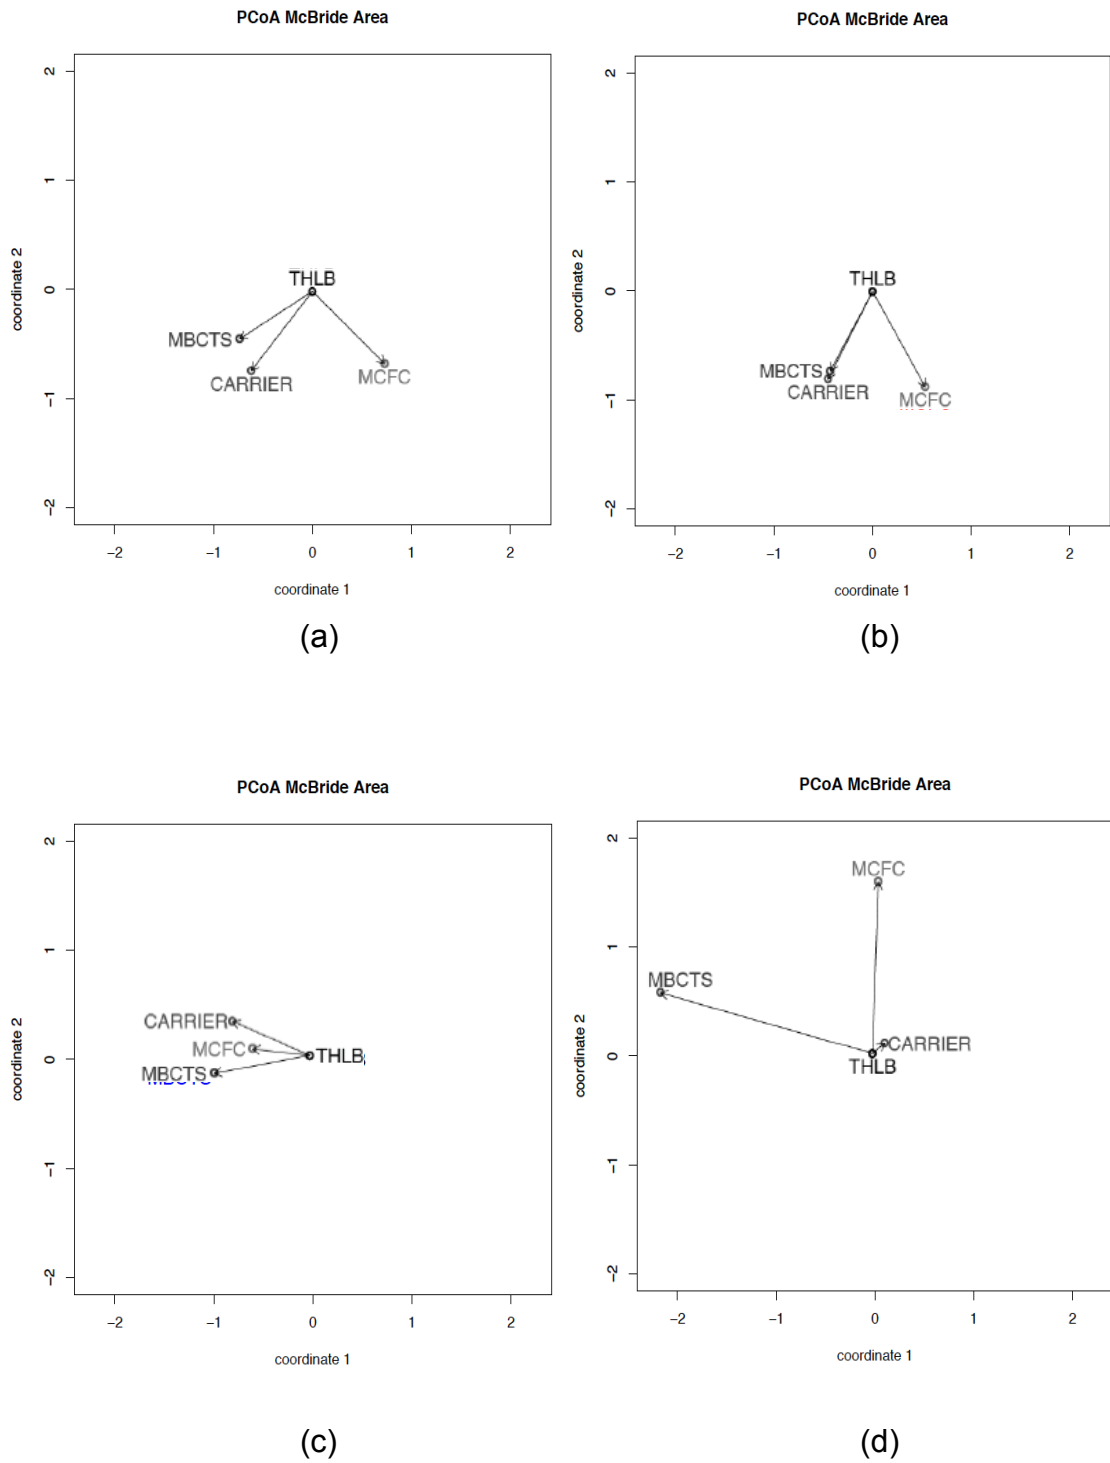 PCoA McBride Area
coordinate 2
2
1
0
-1
-2
THLB
MBCTS
CARRIER
MCFC
-2 -1 0 1 2
coordinate 1
(a)
PCoA McBride Area
coordinate 2
2
1
0
-1
-2
THLB
MBCTS
CARRIER
MCFC
-2 -1 0 1 2
coordinate 1
(b)
PCoA McBride Area
coordinate 2
2
1
0
-1
-2
CARRIER
MCFC
THLB
MBCTS
-2 -1 0 1 2
coordinate 1
(c)
PCoA McBride Area
coordinate 2
2
1
0
-1
-2
MCFC
MBCTS
CARRIER
THLB
-2 -1 0 1 2
coordinate 1
(d)